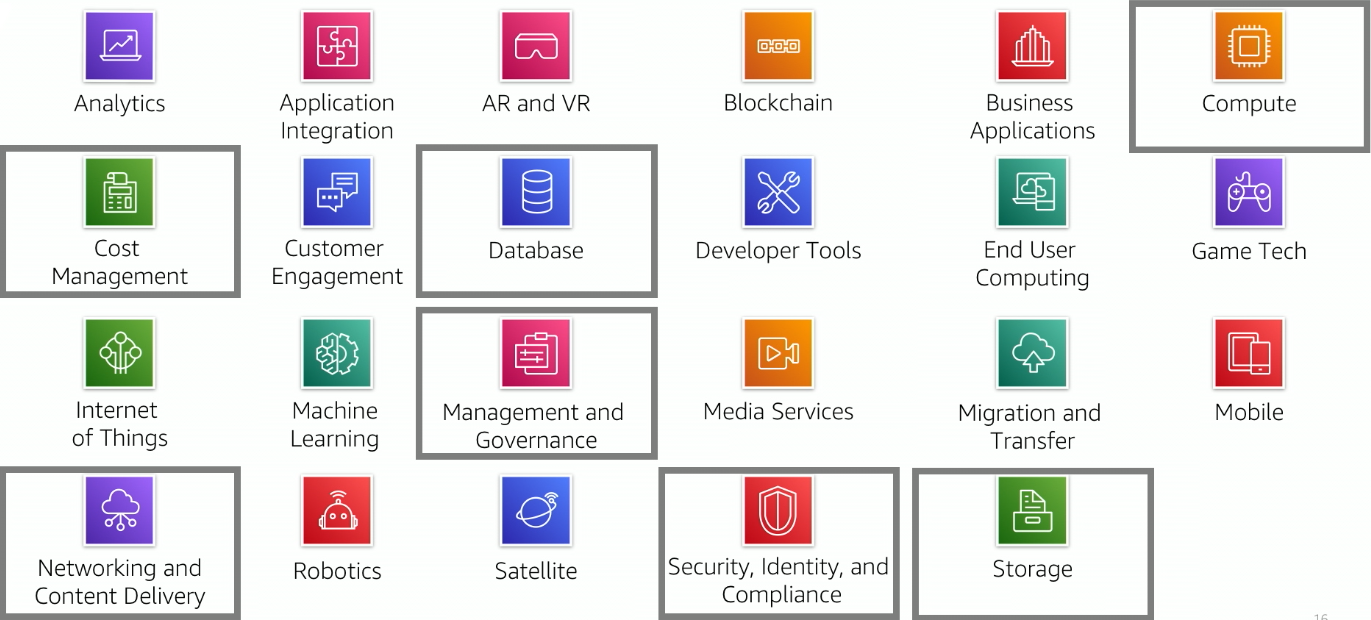 Analytics
Application
Integration
AR and VR
Blockchain
Business
Applications
Compute
Cost
Management
Customer
Engagement
Database
Developer Tools
End User
Computing
Game Tech
Internet
of Things
Machine
Learning
Management and
Governance
Media Services
Migration and
Transfer
Mobile
Networking and
Content Delivery
Robotics
Satellite
Security, Identity, and
Compliance
Storage
16